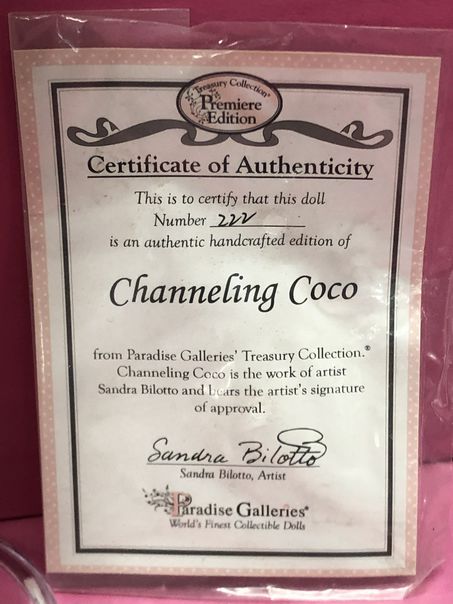 Treasury Collection®
Premiere
Edition
Certificate of Authenticity
This is to certify that this doll
Number 222
is an authentic handcrafted edition of
Channeling Coco
from Paradise Galleries' Treasury Collection.®
Channeling Coco is the work of artist
Sandra Bilotto and bears the artist's signature
of approval.
Sandra Bilotto
Sandra Bilotto, Artist
Paradise Galleries®
World's Finest Collectible Dolls